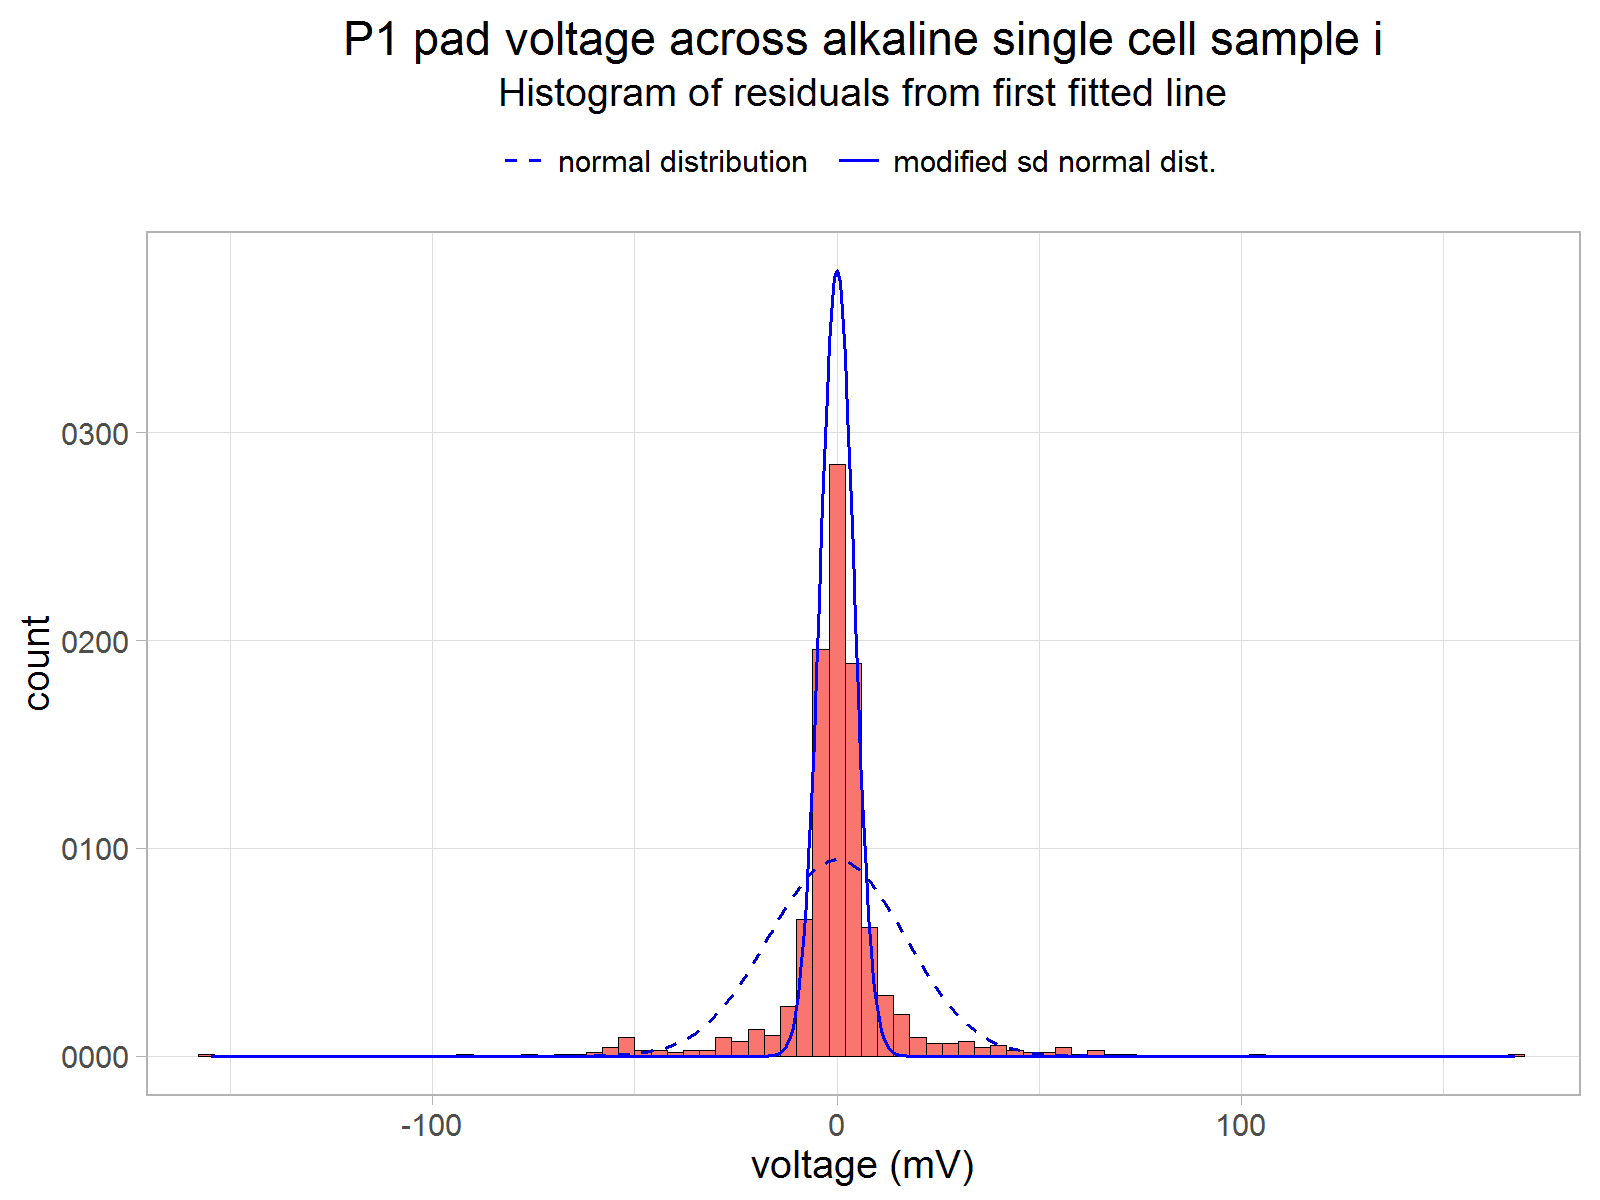 P1 pad voltage across alkaline single cell sample i
Histogram of residuals from first fitted line
normal distribution modified sd normal dist.
0300
0200
0100
0000
count
-100 0 100
voltage (mV)